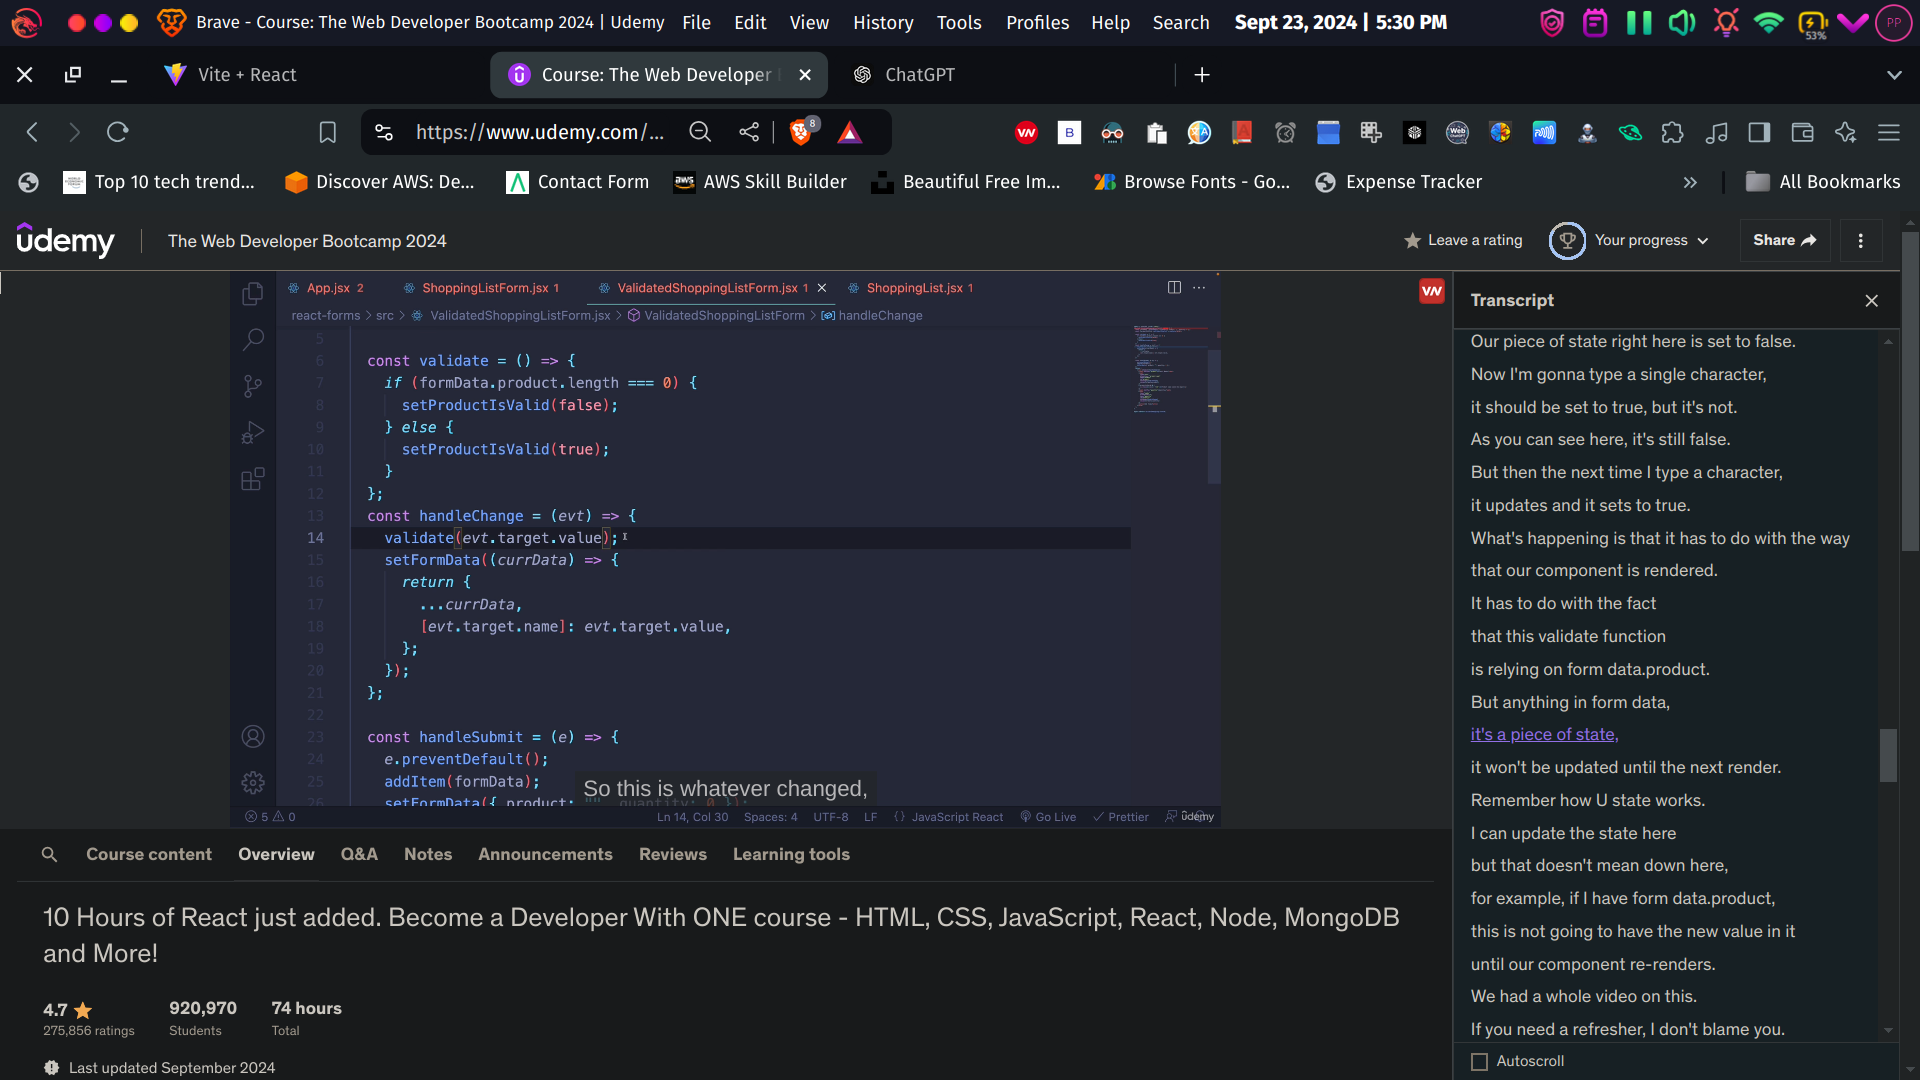 Brave - Course: The Web Developer Bootcamp 2024 | Udemy File Edit View History Tools Profiles Help Search Sept 23, 2024 | 5:30 PM 53% PP
Vite + React Course: The Web Developer ChatGPT
https://www.udemy.com/... 8
Top 10 tech trend... Discover AWS: De... Contact Form AWS Skill Builder Beautiful Free Im... Browse Fonts - Go... Expense Tracker All Bookmarks
udemy The Web Developer Bootcamp 2024 Leave a rating Your progress Share
App.jsx 2 ShoppingListForm.jsx 1 ValidatedShoppingListForm.jsx 1 ShoppingList.jsx 1
react-forms > src > ValidatedShoppingListForm.jsx > ValidatedShoppingListForm > handleChange
5
6 const validate = () => {
7 if (formData.product.length === 0) {
8 setProductIsValid(false);
9 } else {
10 setProductIsValid(true);
11 }
12 };
13 const handleChange = (evt) => {
14 validate(evt.target.value);
15 setFormData((currData) => {
16 return {
17 ...currData,
18 [evt.target.name]: evt.target.value,
19 };
20 });
21 };
22
23 const handleSubmit = (e) => {
24 e.preventDefault();
25 addItem(formData);
26 setFormData({ product: "", quantity: 0 });
So this is whatever changed,
5 0 Ln 14, Col 30 Spaces: 4 UTF-8 LF {} JavaScript React Go Live Prettier udemy
Transcript
Our piece of state right here is set to false.
Now I'm gonna type a single character,
it should be set to true, but it's not.
As you can see here, it's still false.
But then the next time I type a character,
it updates and it sets to true.
What's happening is that it has to do with the way
that our component is rendered.
It has to do with the fact
that this validate function
is relying on form data.product.
But anything in form data,
it's a piece of state,
it won't be updated until the next render.
Remember how U state works.
I can update the state here
but that doesn't mean down here,
for example, if I have form data.product,
this is not going to have the new value in it
until our component re-renders.
We had a whole video on this.
If you need a refresher, I don't blame you.
Autoscroll
Course content Overview Q&A Notes Announcements Reviews Learning tools
10 Hours of React just added. Become a Developer With ONE course - HTML, CSS, JavaScript, React, Node, MongoDB
and More!
4.7 920,970 74 hours
275,856 ratings Students Total
Last updated September 2024